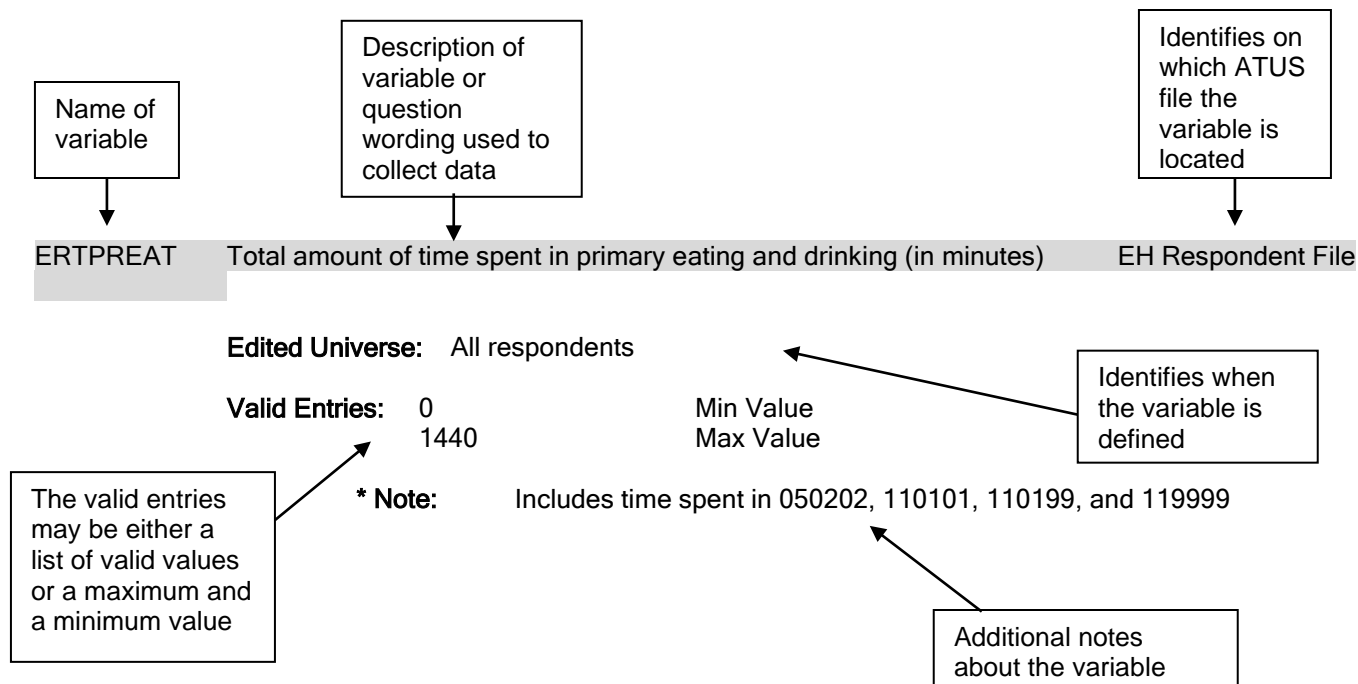 Name of
variable
Description of
variable or
question
wording used to
collect data
Identifies on
which ATUS
file the
variable is
located
ERTPREAT Total amount of time spent in primary eating and drinking (in minutes) EH Respondent File
Edited Universe: All respondents
Identifies when
the variable is
defined
Valid Entries: 0 Min Value
1440 Max Value
The valid entries
may be either a
list of valid values
or a maximum and
a minimum value
* Note: Includes time spent in 050202, 110101, 110199, and 119999
Additional notes
about the variable